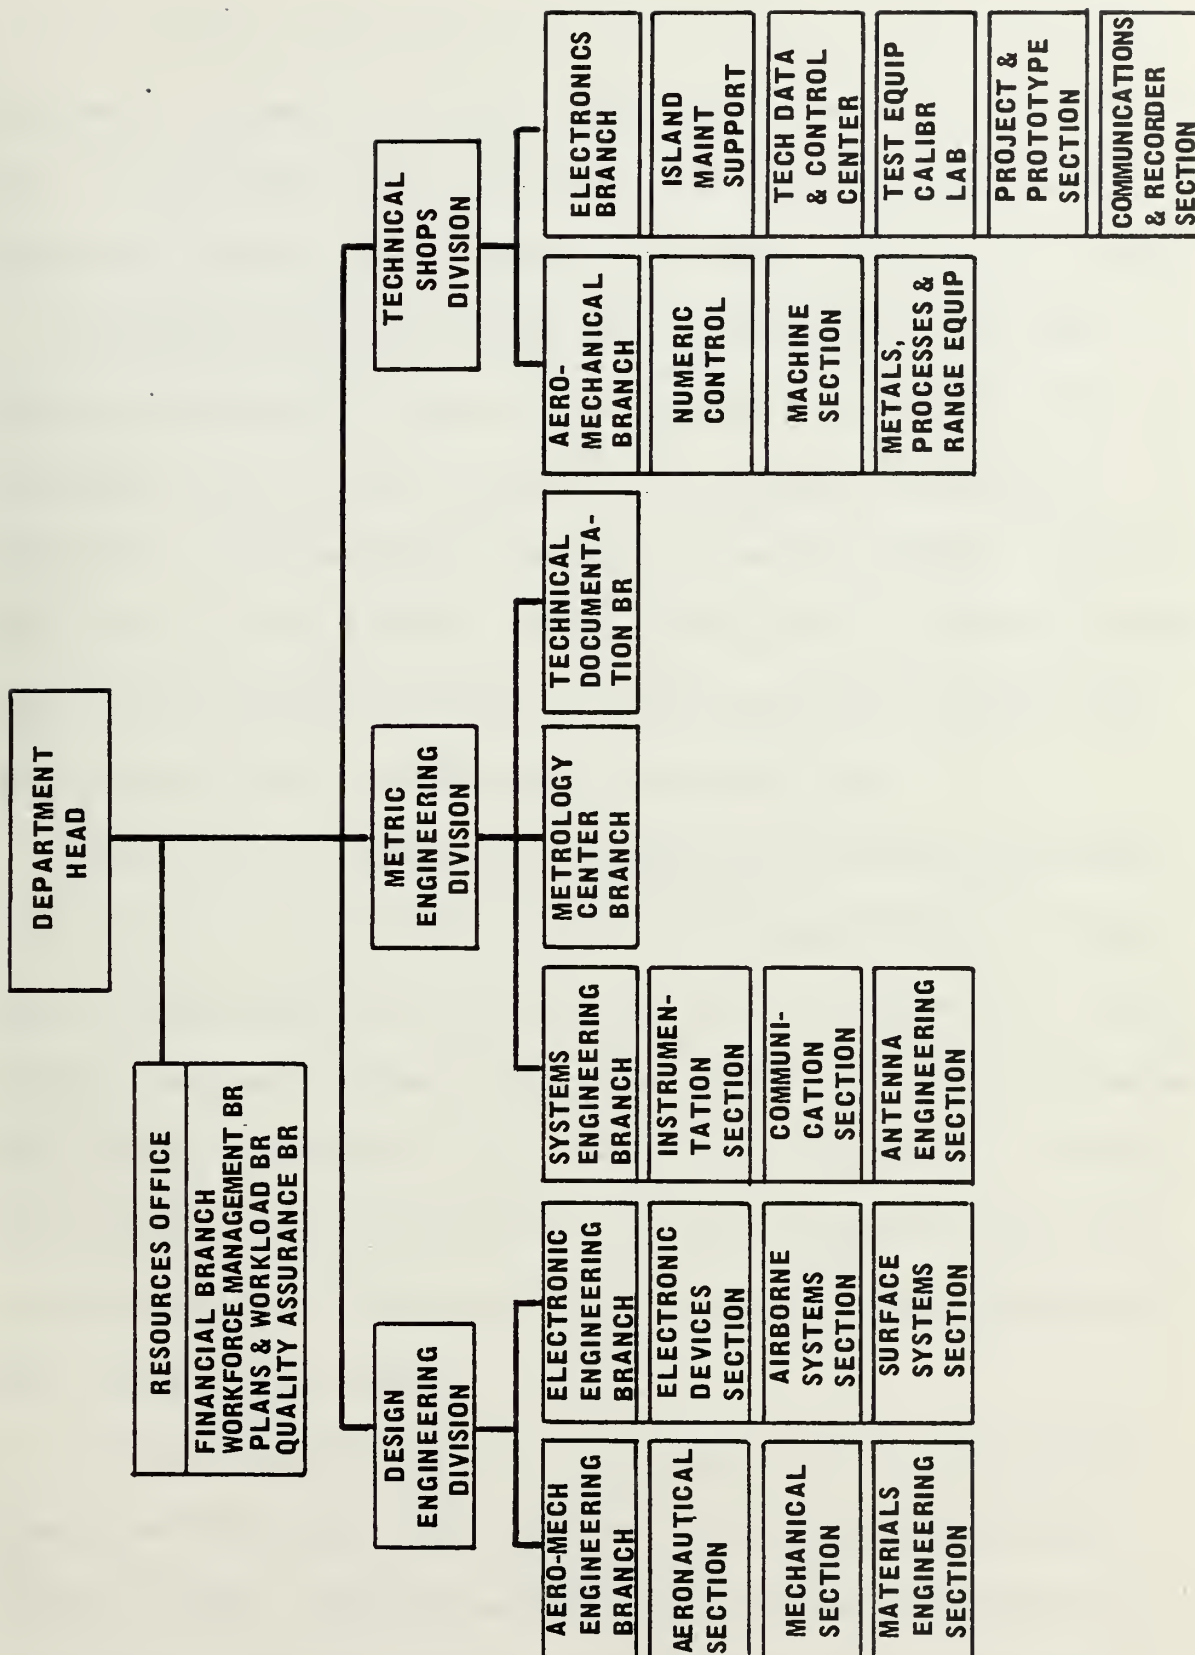 DEPARTMENT
HEAD
RESOURCES OFFICE
FINANCIAL BRANCH
WORKFORCE MANAGEMENT BR
PLANS & WORKLOAD BR
QUALITY ASSURANCE BR
DESIGN
ENGINEERING
DIVISION
METRIC
ENGINEERING
DIVISION
TECHNICAL
SHOPS
DIVISION
AERO-MECH
ENGINEERING
BRANCH
AERONAUTICAL
SECTION
MECHANICAL
SECTION
MATERIALS
ENGINEERING
SECTION
ELECTRONIC
ENGINEERING
BRANCH
ELECTRONIC
DEVICES
SECTION
AIRBORNE
SYSTEMS
SECTION
SURFACE
SYSTEMS
SECTION
SYSTEMS
ENGINEERING
BRANCH
INSTRUMEN-
TATION
SECTION
COMMUNI-
CATION
SECTION
ANTENNA
ENGINEERING
SECTION
METROLOGY
CENTER
BRANCH
TECHNICAL
DOCUMENTA-
TION BR
AERO-
MECHANICAL
BRANCH
NUMERIC
CONTROL
MACHINE
SECTION
METALS,
PROCESSES &
RANGE EQUIP
ELECTRONICS
BRANCH
ISLAND
MAINT
SUPPORT
TECH DATA
& CONTROL
CENTER
TEST EQUIP
CALIBR
LAB
PROJECT &
PROTOTYPE
SECTION
COMMUNICATIONS
& RECORDER
SECTION